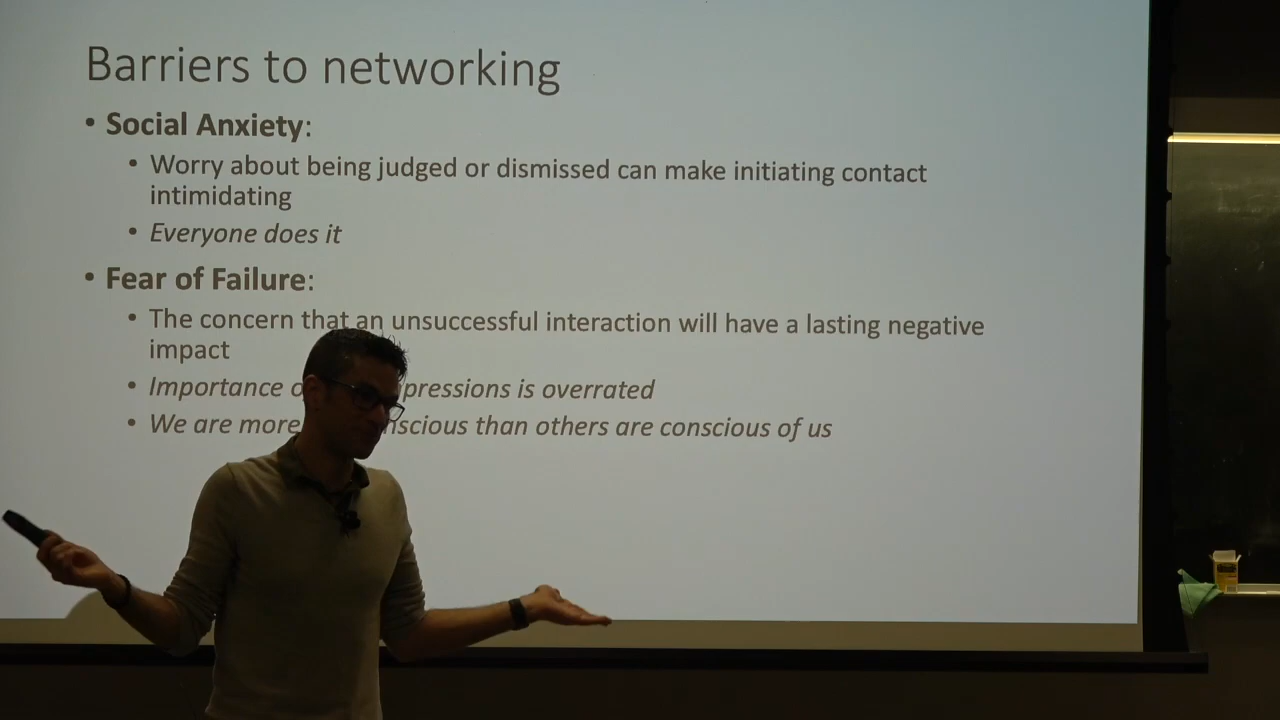 Barriers to networking
• Social Anxiety:
• Worry about being judged or dismissed can make initiating contact
intimidating
• Everyone does it
• Fear of Failure:
• The concern that an unsuccessful interaction will have a lasting negative
impact
• Importance pressions is overrated
• We are more nscious than others are conscious of us